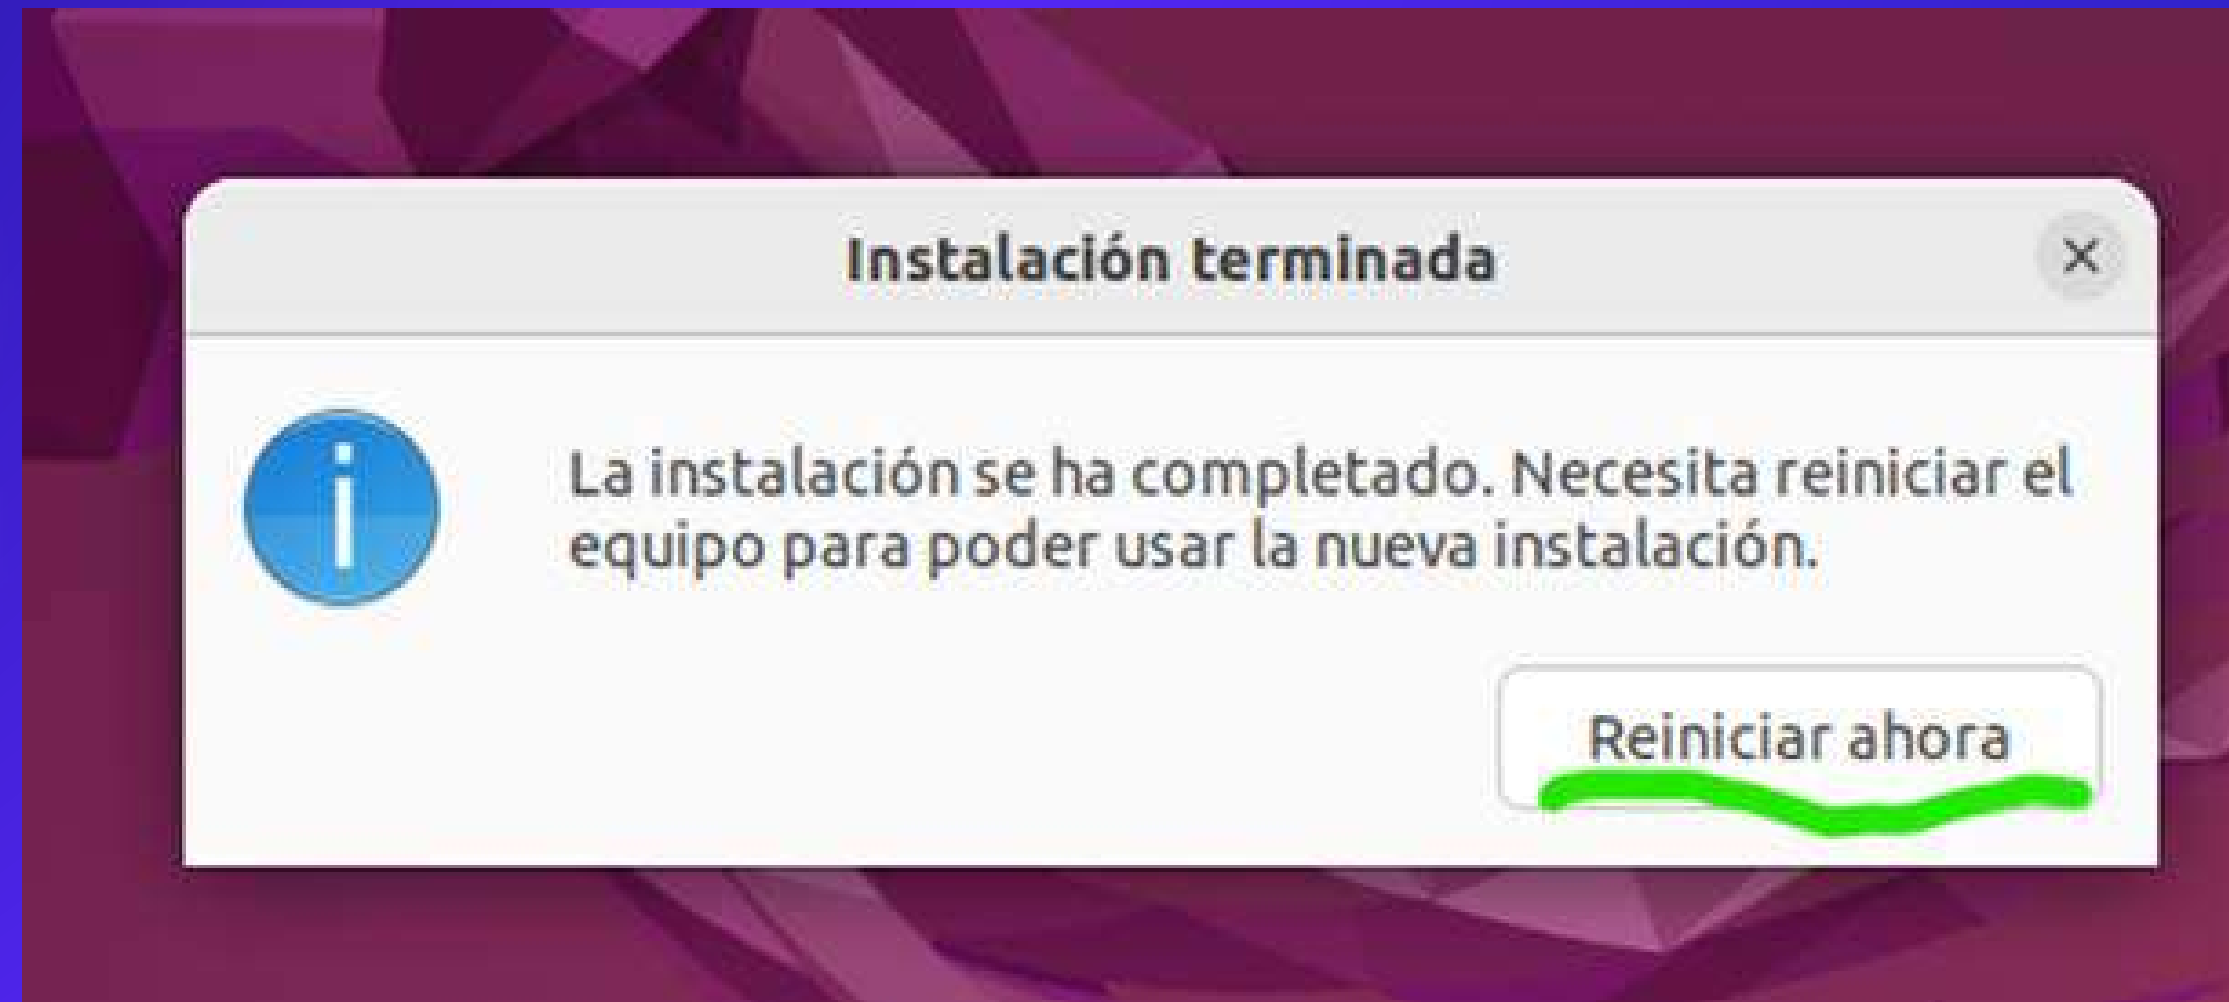 Instalación terminada
La instalación se ha completado. Necesita reiniciar el
equipo para poder usar la nueva instalación.
Reiniciar ahora